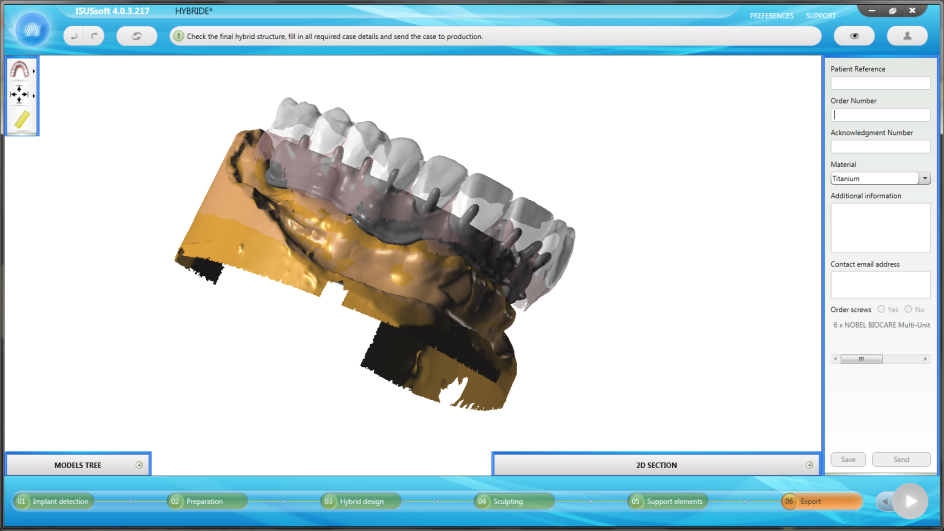 ISUSsoft 4.0.3.217
HYBRIDE*
PREFERENCES
SUPPORT
Check the final hybrid structure, fill in all required case details and send the case to production.
Patient Reference
Order Number
Acknowledgment Number
Material
Titanium
Additional information
Contact email address
Order screws
Yes
No
6 x NOBEL BIOCARE Multi-Unit
Save
Send
MODELS TREE
2D SECTION
01 Implant detection
02 Preparation
03 Hybrid design
04 Sculpting
05 Support elements
06 Export